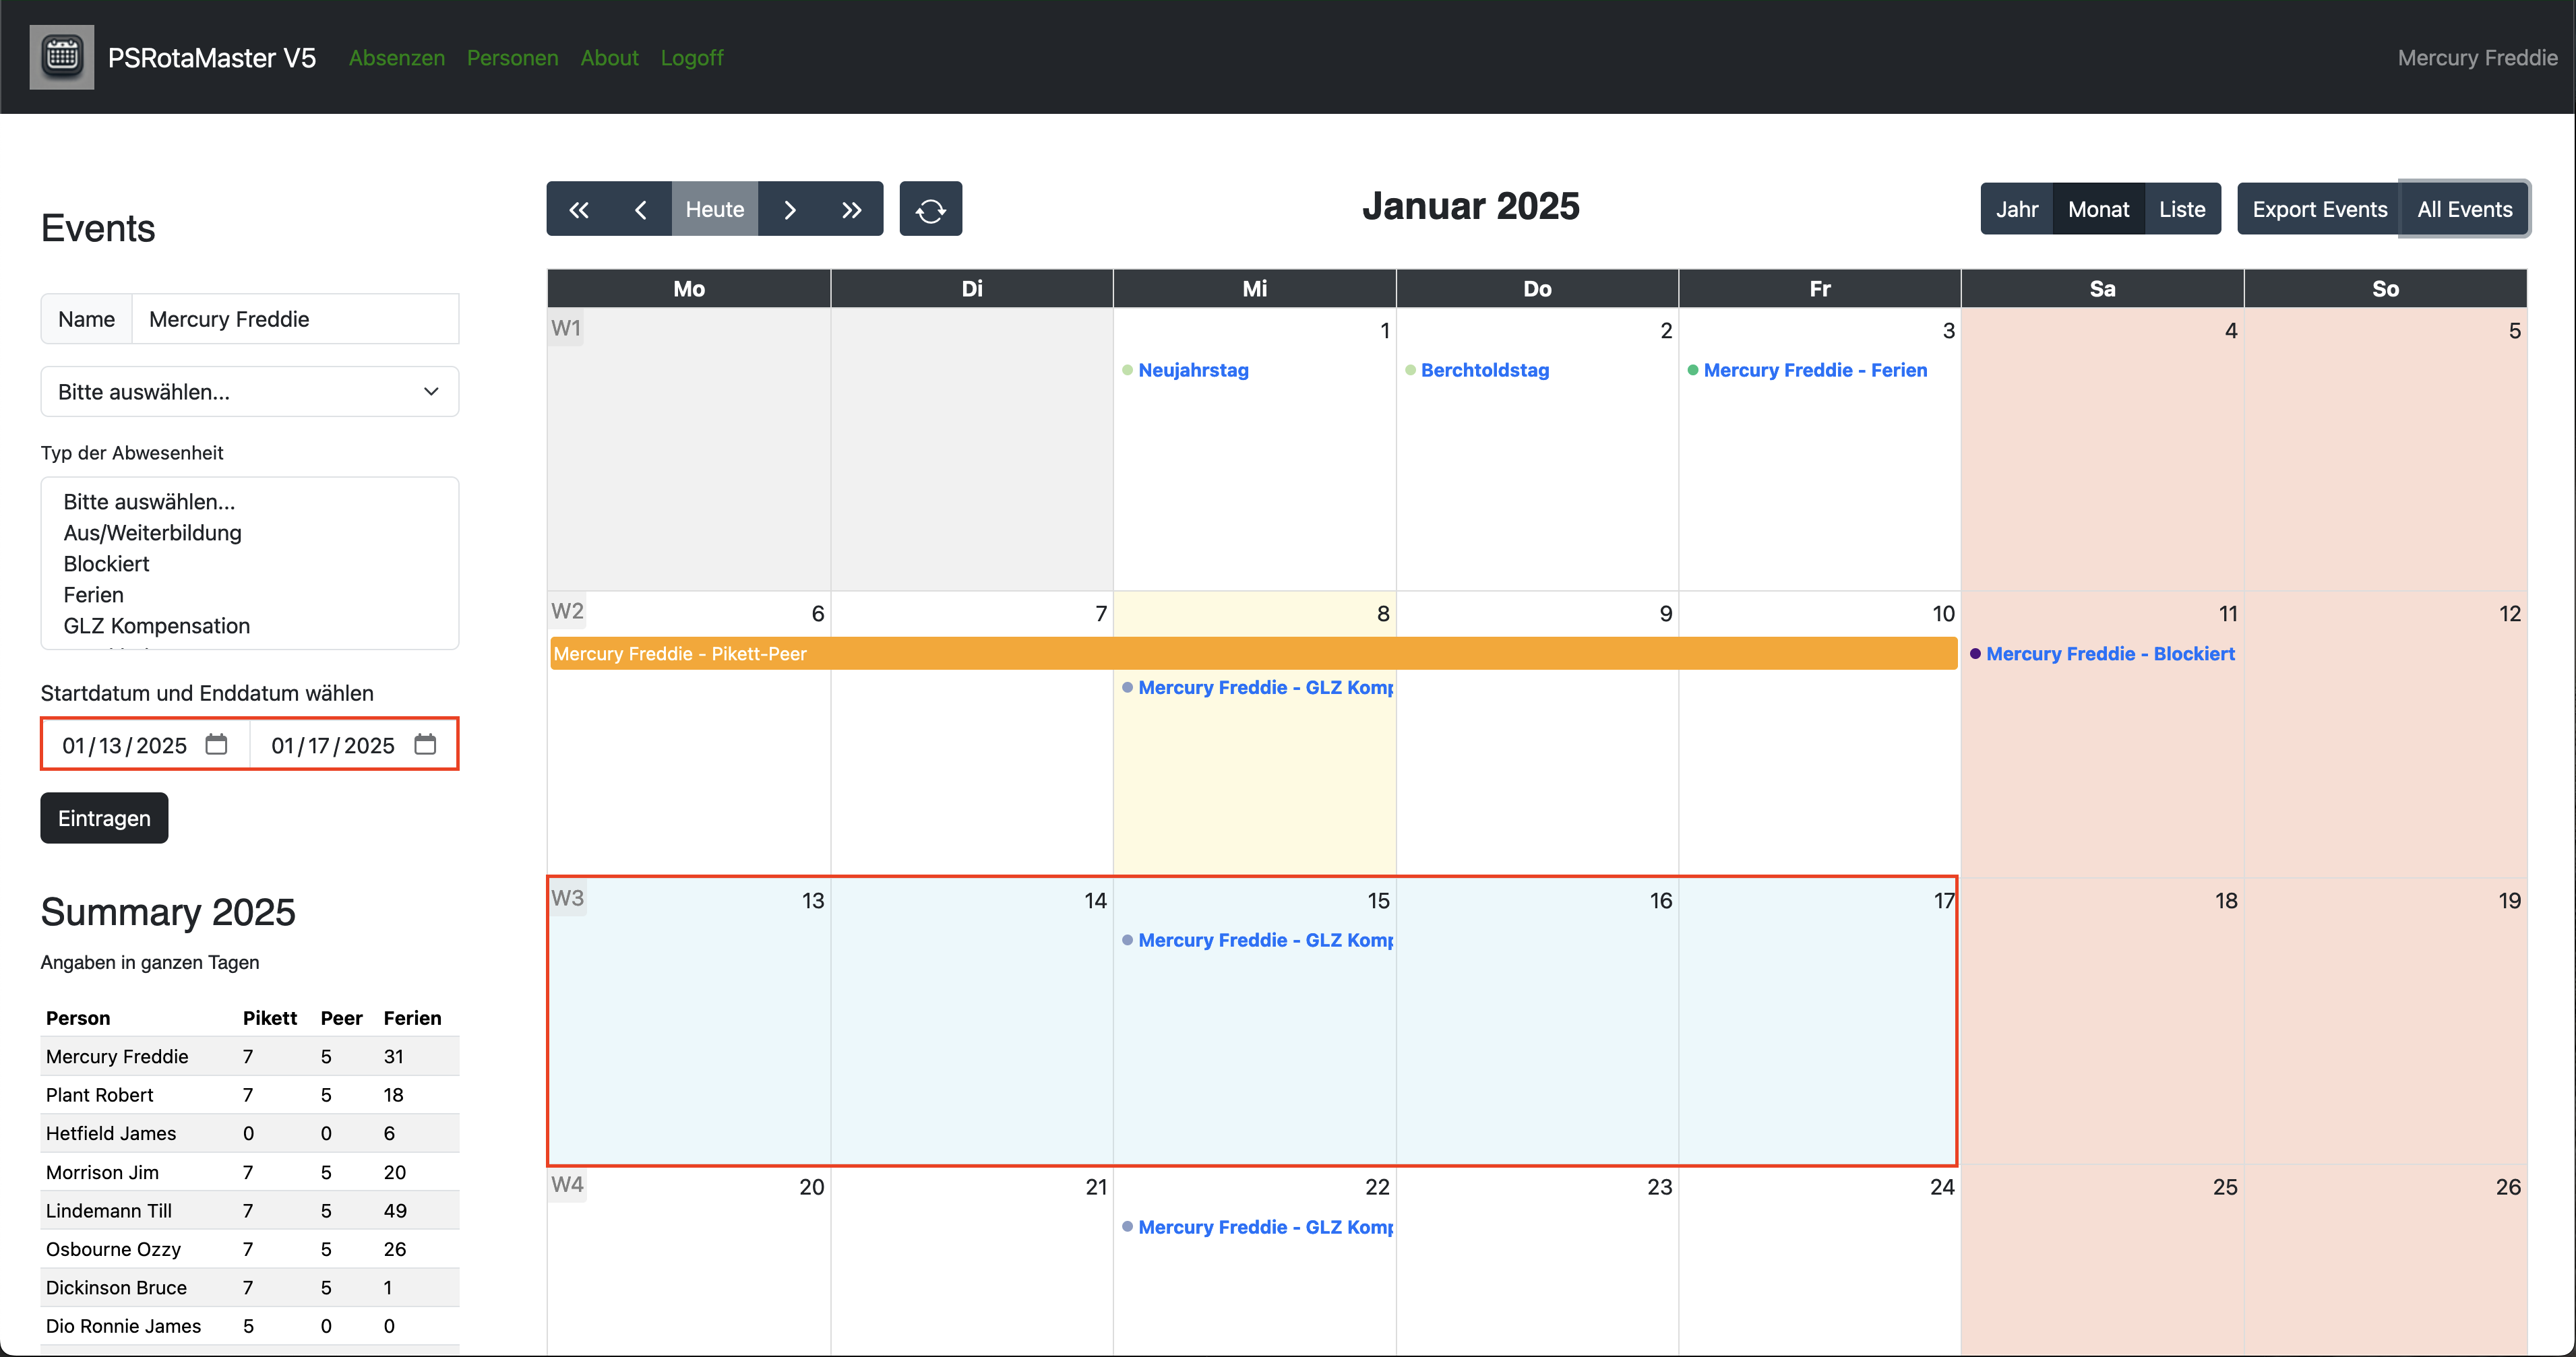 PSRotaMaster V5 Absenzen Personen About Logoff Mercury Freddie
Events
Name Mercury Freddie
Bitte auswählen...
Typ der Abwesenheit
Bitte auswählen...
Aus/Weiterbildung
Blockiert
Ferien
GLZ Kompensation
Startdatum und Enddatum wählen
01/13/2025 01/17/2025
Eintragen
Summary 2025
Angaben in ganzen Tagen
Person Pikett Peer Ferien
Mercury Freddie 7 5 31
Plant Robert 7 5 18
Hetfield James 0 0 6
Morrison Jim 7 5 20
Lindemann Till 7 5 49
Osbourne Ozzy 7 5 26
Dickinson Bruce 7 5 1
Dio Ronnie James 5 0 0
Heute
Januar 2025
Jahr Monat Liste Export Events All Events
Mo Di Mi Do Fr Sa So
W1 1 2 3 4 5
Neujahrstag Berchtoldstag Mercury Freddie - Ferien
W2 6 7 8 9 10 11 12
Mercury Freddie - Pikett-Peer Mercury Freddie - Blockiert
Mercury Freddie - GLZ Komp
W3 13 14 15 16 17 18 19
Mercury Freddie - GLZ Komp
W4 20 21 22 23 24 25 26
Mercury Freddie - GLZ Komp